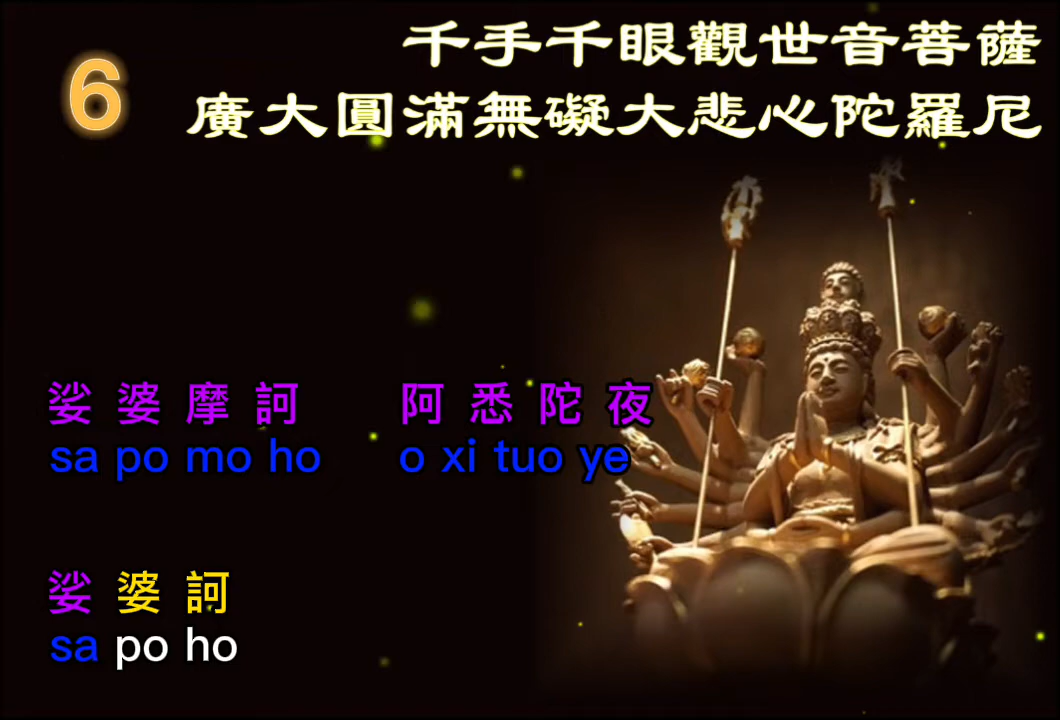 6
千手千眼觀世音菩薩
廣大圓滿無礙大悲心陀羅尼
娑婆摩訶 阿悉陀夜
sa po mo ho o xi tuo ye
娑婆訶
sa po ho